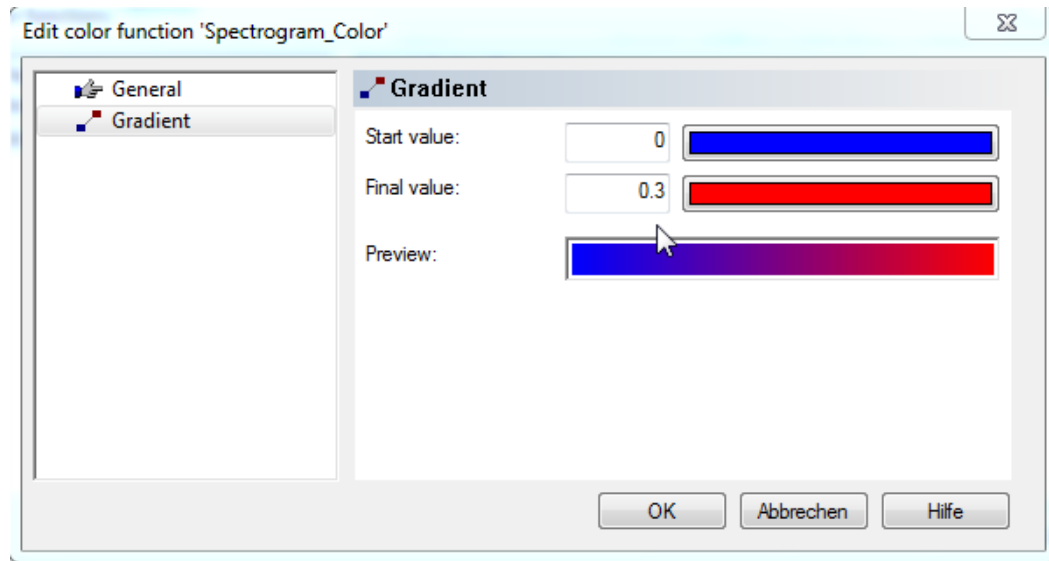 Edit color function 'Spectrogram_Color'
General
Gradient
Gradient
Start value: 0
Final value: 0.3
Preview:
OK Abbrechen Hilfe